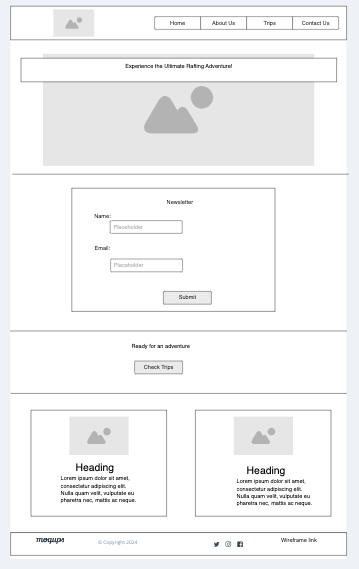 Home About Us Trips Contact Us
Experience the Ultimate Rafting Adventure!
Newsletter
Name:
Placeholder
Email:
Placeholder
Submit
Ready for an adventure
Check Trips
Heading
Lorem ipsum dolor sit amet,
consectetur adipiscing elit.
Nulla quam velit, vulputate eu
pharetra nec, mattis ac neque.
Heading
Lorem ipsum dolor sit amet,
consectetur adipiscing elit.
Nulla quam velit, vulputate eu
pharetra nec, mattis ac neque.
moqups © Copyright 2024 Wireframe link